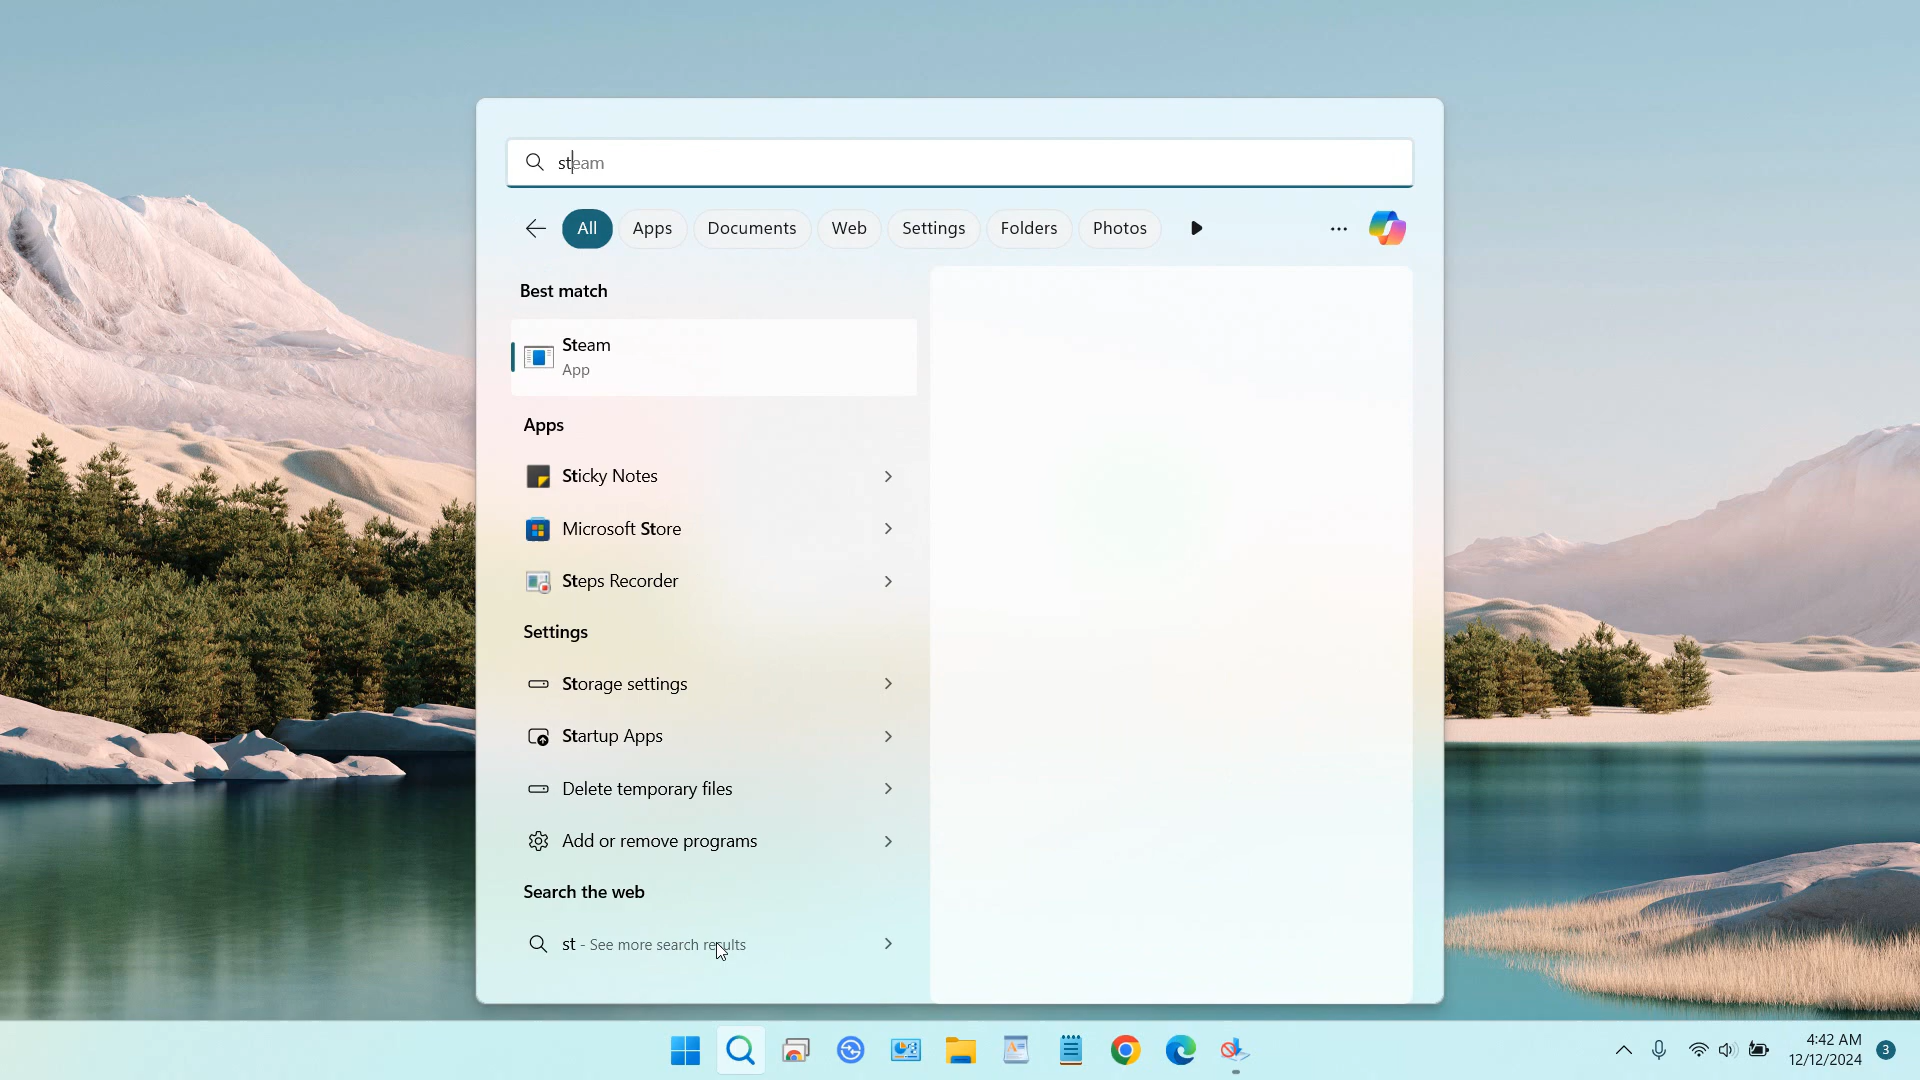 steam
All Apps Documents Web Settings Folders Photos
Best match
Steam
App
Apps
Sticky Notes
Microsoft Store
Steps Recorder
Settings
Storage settings
Startup Apps
Delete temporary files
Add or remove programs
Search the web
st - See more search results
4:42 AM
12/12/2024
3